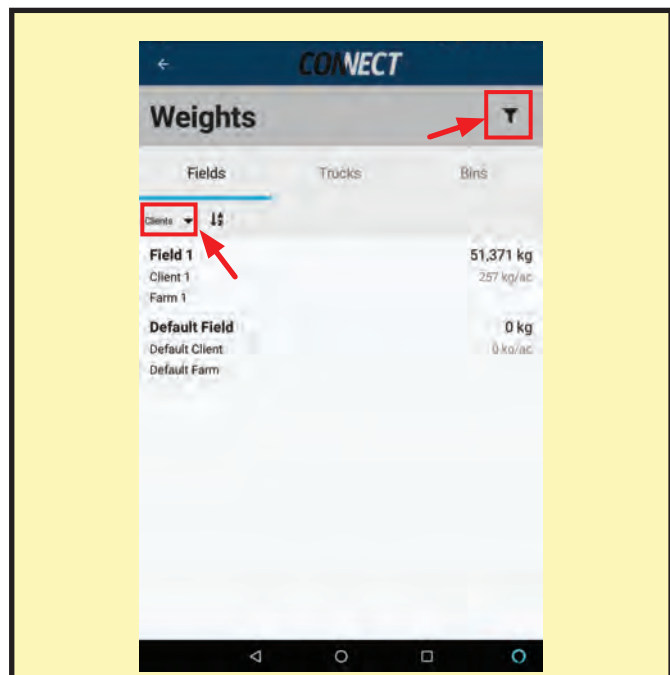 CONNECT
Weights
Fields Trucks Bins
Clients
Field 1 51,371 kg
Client 1 257 kg/ac
Farm 1
Default Field 0 kg
Default Client 0 kg/ac
Default Farm